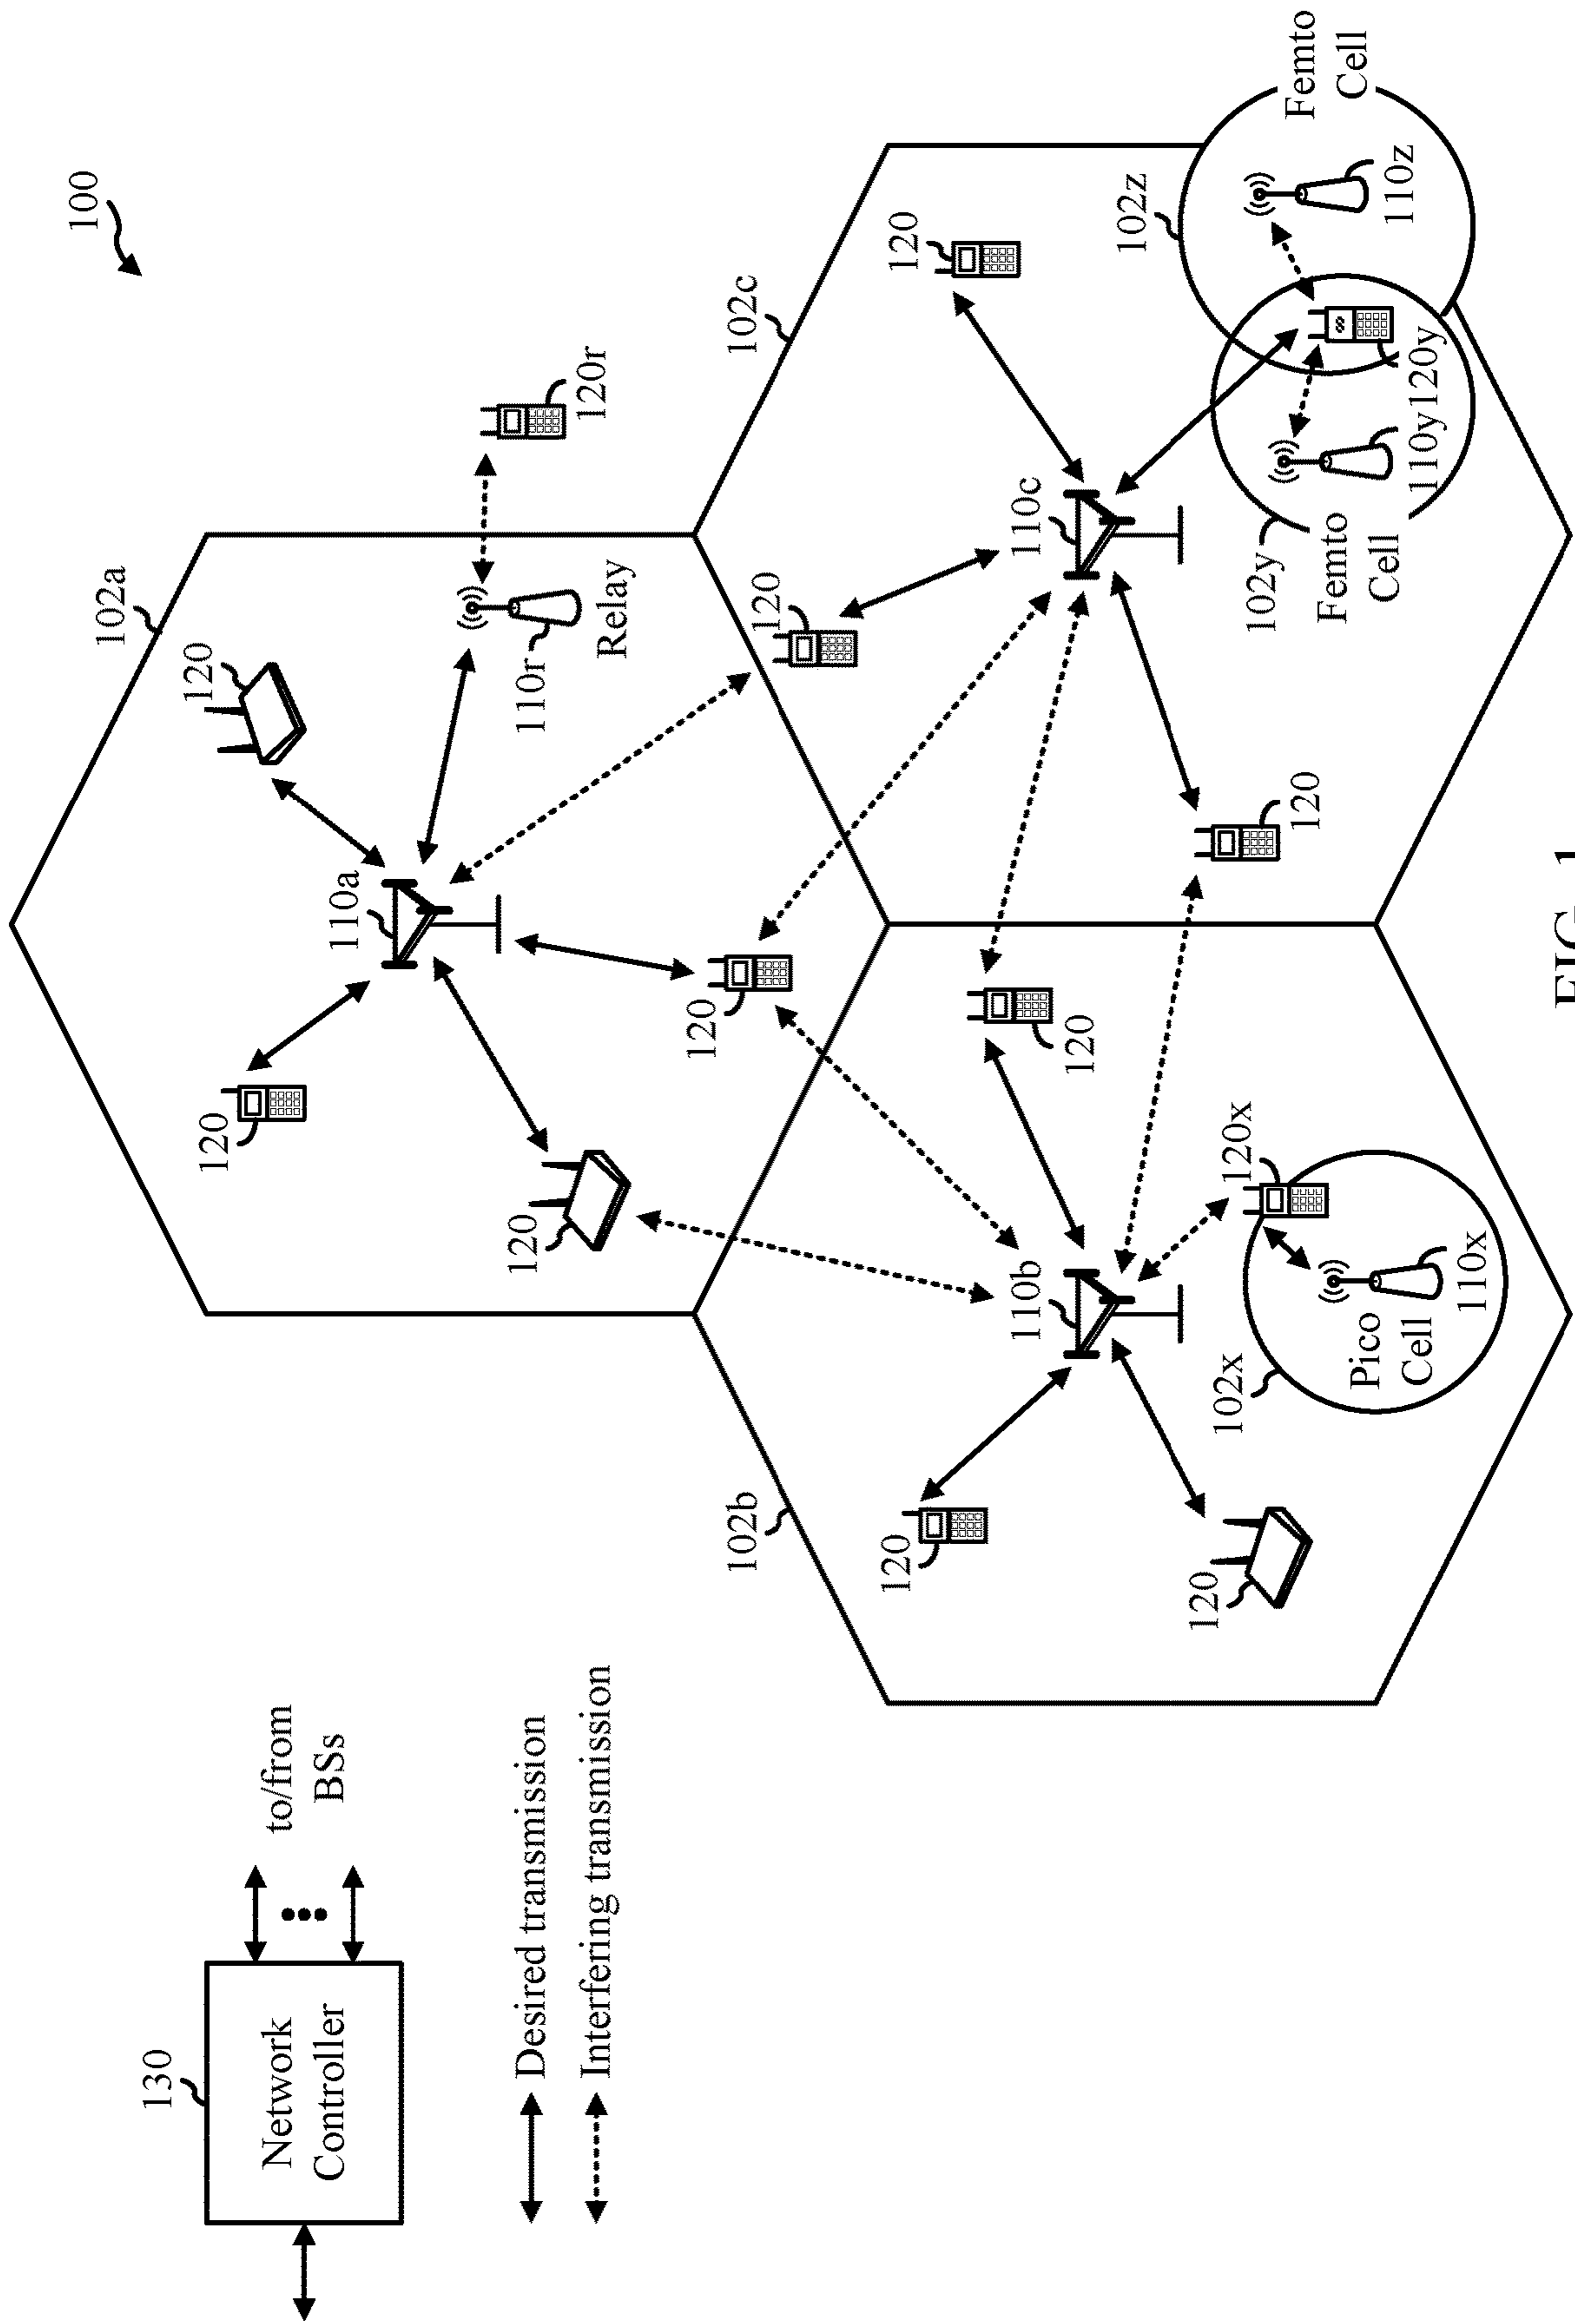 100
130
Network
Controller
to/from
BSs
Desired transmission
Interfering transmission
102a
120
120
110a
120
120
110r
Relay
120r
120
102b
102c
120
120
110b
120
120
120
120x
102x
Pico
Cell
110x
120
110c
120
102z
102y
Femto
Cell
110y
120y
110z
Femto
Cell
FIG. 1